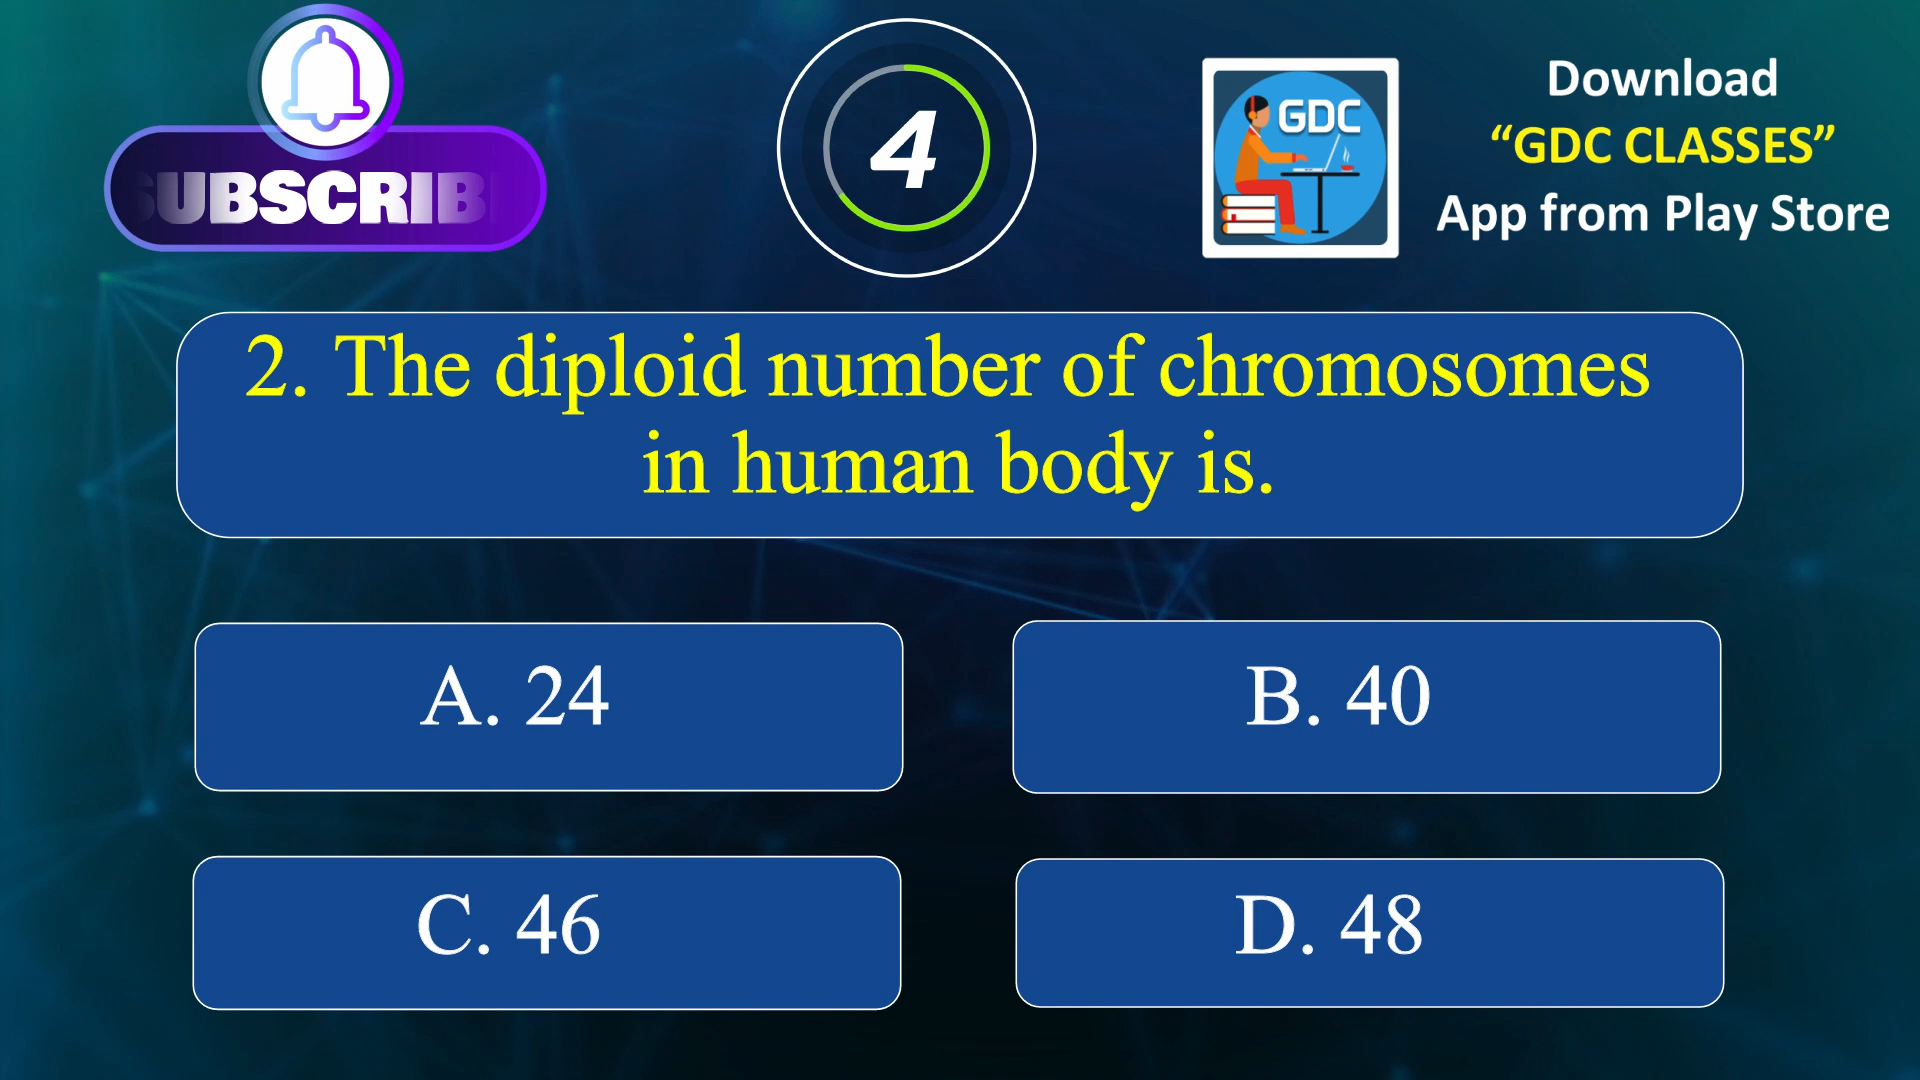 SUBSCRIB
4
GDC
Download
“GDC CLASSES”
App from Play Store
2. The diploid number of chromosomes
in human body is.
A. 24
B. 40
C. 46
D. 48